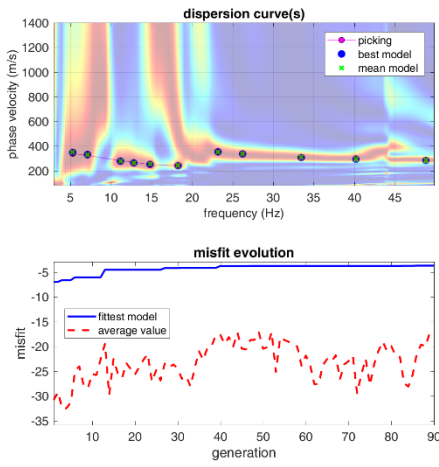 dispersion curve(s)
phase velocity (m/s)
1400
1200
1000
800
600
400
200
picking
best model
mean model
5 10 15 20 25 30 35 40 45
frequency (Hz)
misfit evolution
misfit
-5
-10
-15
-20
-25
-30
-35
fittest model
average value
10 20 30 40 50 60 70 80 90
generation